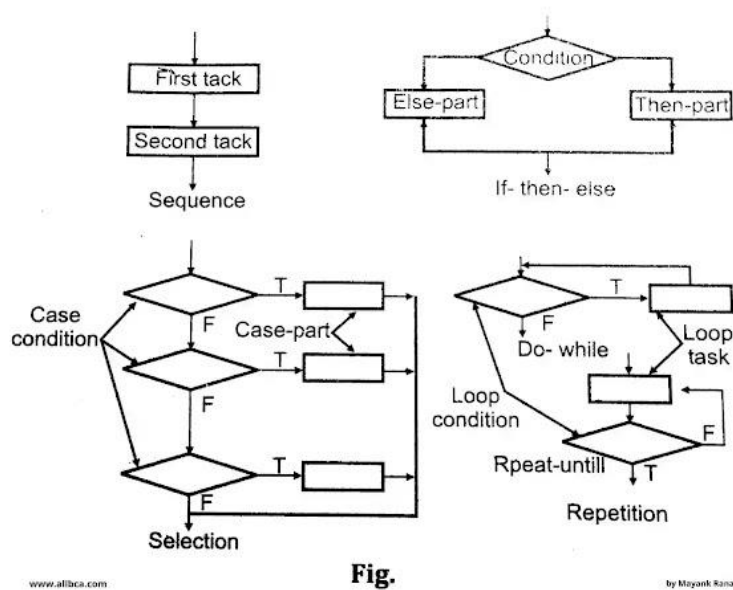 First tack
Second tack
Sequence
Condition
Else-part
Then-part
If- then- else
T
F
Case
condition
Case-part
T
F
T
F
Selection
T
F
Do- while
Loop
task
Loop
condition
F
Rpeat-untill
T
Repetition
Fig.
www.alibca.com
by Mayank Rana